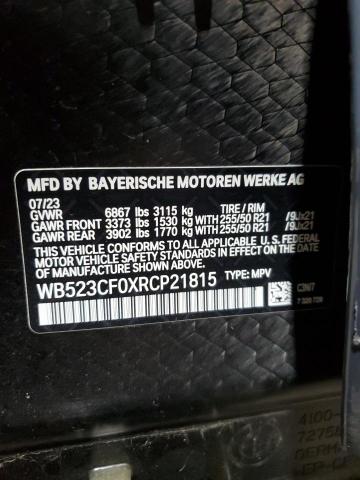 MFD BY BAYERISCHE MOTOREN WERKE AG
07/23
GVWR 6867 lbs 3115 kg TIRE / RIM
GAWR FRONT 3373 lbs 1530 kg WITH 255/50 R21 /9Jx21
GAWR REAR 3902 lbs 1770 kg WITH 255/50 R21 /9Jx21
THIS VEHICLE CONFORMS TO ALL APPLICABLE FEDERAL
MOTOR VEHICLE SAFETY STANDARDS IN EFFECT ON THE DATE
OF MANUFACTURE SHOWN ABOVE.
WB523CF0XRCP21815 TYPE: MPV
C3N/7
4100-